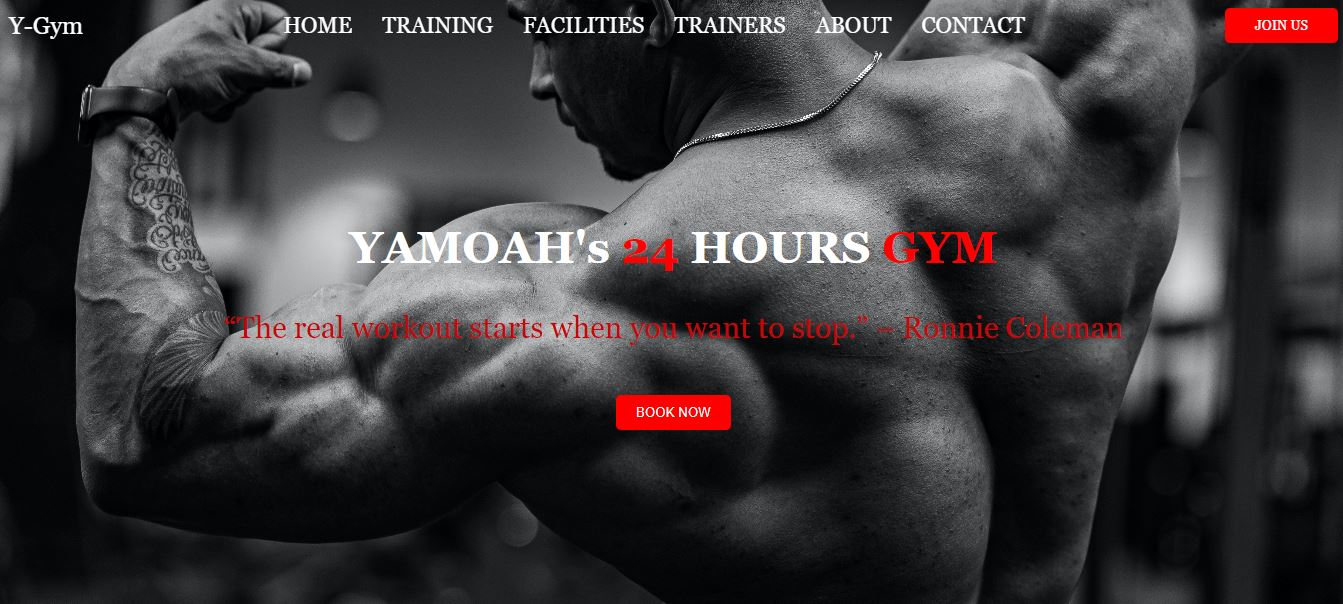 Y-Gym HOME TRAINING FACILITIES TRAINERS ABOUT CONTACT JOIN US
YAMOAH's 24 HOURS GYM
“The real workout starts when you want to stop.” – Ronnie Coleman
BOOK NOW